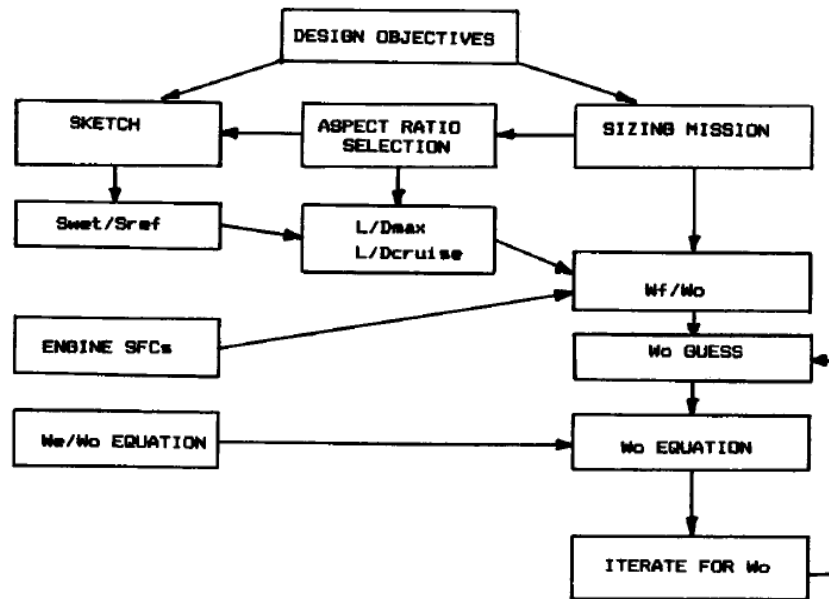 DESIGN OBJECTIVES
SKETCH
ASPECT RATIO
SELECTION
SIZING MISSION
Swet/Sref
L/Dmax
L/Dcruise
Wf/Wo
ENGINE SFCs
Wo GUESS
We/Wo EQUATION
Wo EQUATION
ITERATE FOR Wo